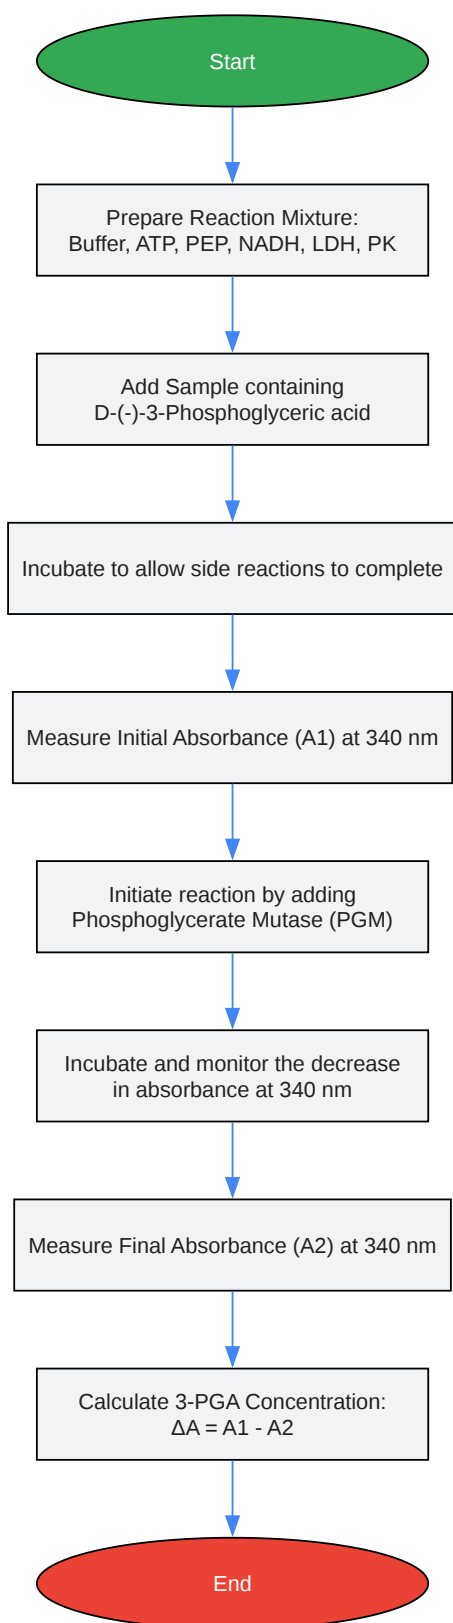 Start
Prepare Reaction Mixture:
Buffer, ATP, PEP, NADH, LDH, PK
Add Sample containing
D-(-)-3-Phosphoglyceric acid
Incubate to allow side reactions to complete
Measure Initial Absorbance (A1) at 340 nm
Initiate reaction by adding
Phosphoglycerate Mutase (PGM)
Incubate and monitor the decrease
in absorbance at 340 nm
Measure Final Absorbance (A2) at 340 nm
Calculate 3-PGA Concentration:
ΔA = A1 - A2
End